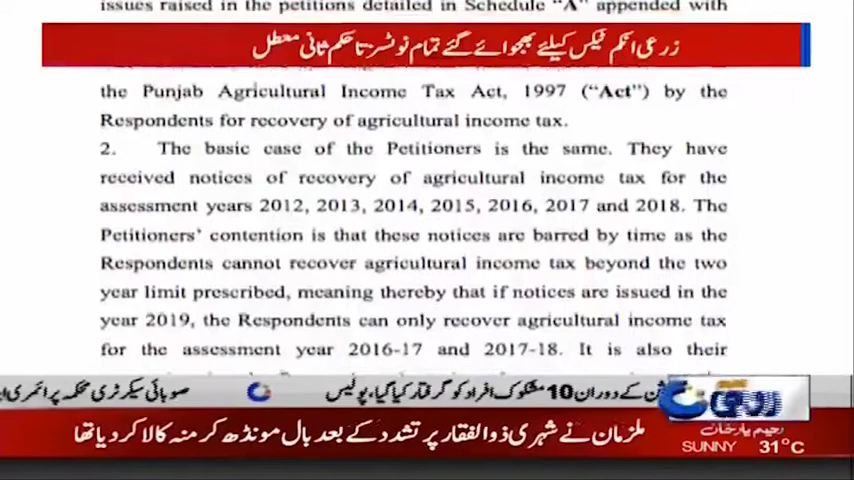 issues raised in the petitions detailed in Schedule "A" appended with
زرعی انکم ٹیکس کیلئے بھجوائے گئے تمام نوٹسز تا حکم ثانی معطل
the Punjab Agricultural Income Tax Act, 1997 ("Act") by the
Respondents for recovery of agricultural income tax.
2. The basic case of the Petitioners is the same. They have
received notices of recovery of agricultural income tax for the
assessment years 2012, 2013, 2014, 2015, 2016, 2017 and 2018. The
Petitioners' contention is that these notices are barred by time as the
Respondents cannot recover agricultural income tax beyond the two
year limit prescribed, meaning thereby that if notices are issued in the
year 2019, the Respondents can only recover agricultural income tax
for the assessment year 2016-17 and 2017-18. It is also their
شن کے دوران 10 مشکوک افراد کو گرفتار کیا گیا، پولیس
صوبائی سیکرٹری محکمہ پرائمری
روہی
ملزمان نے شہری ذوالفقار پر تشدد کے بعد بال مونڈھ کر منہ کالا کر دیا تھا
رحیم یار خان
SUNNY 31°C